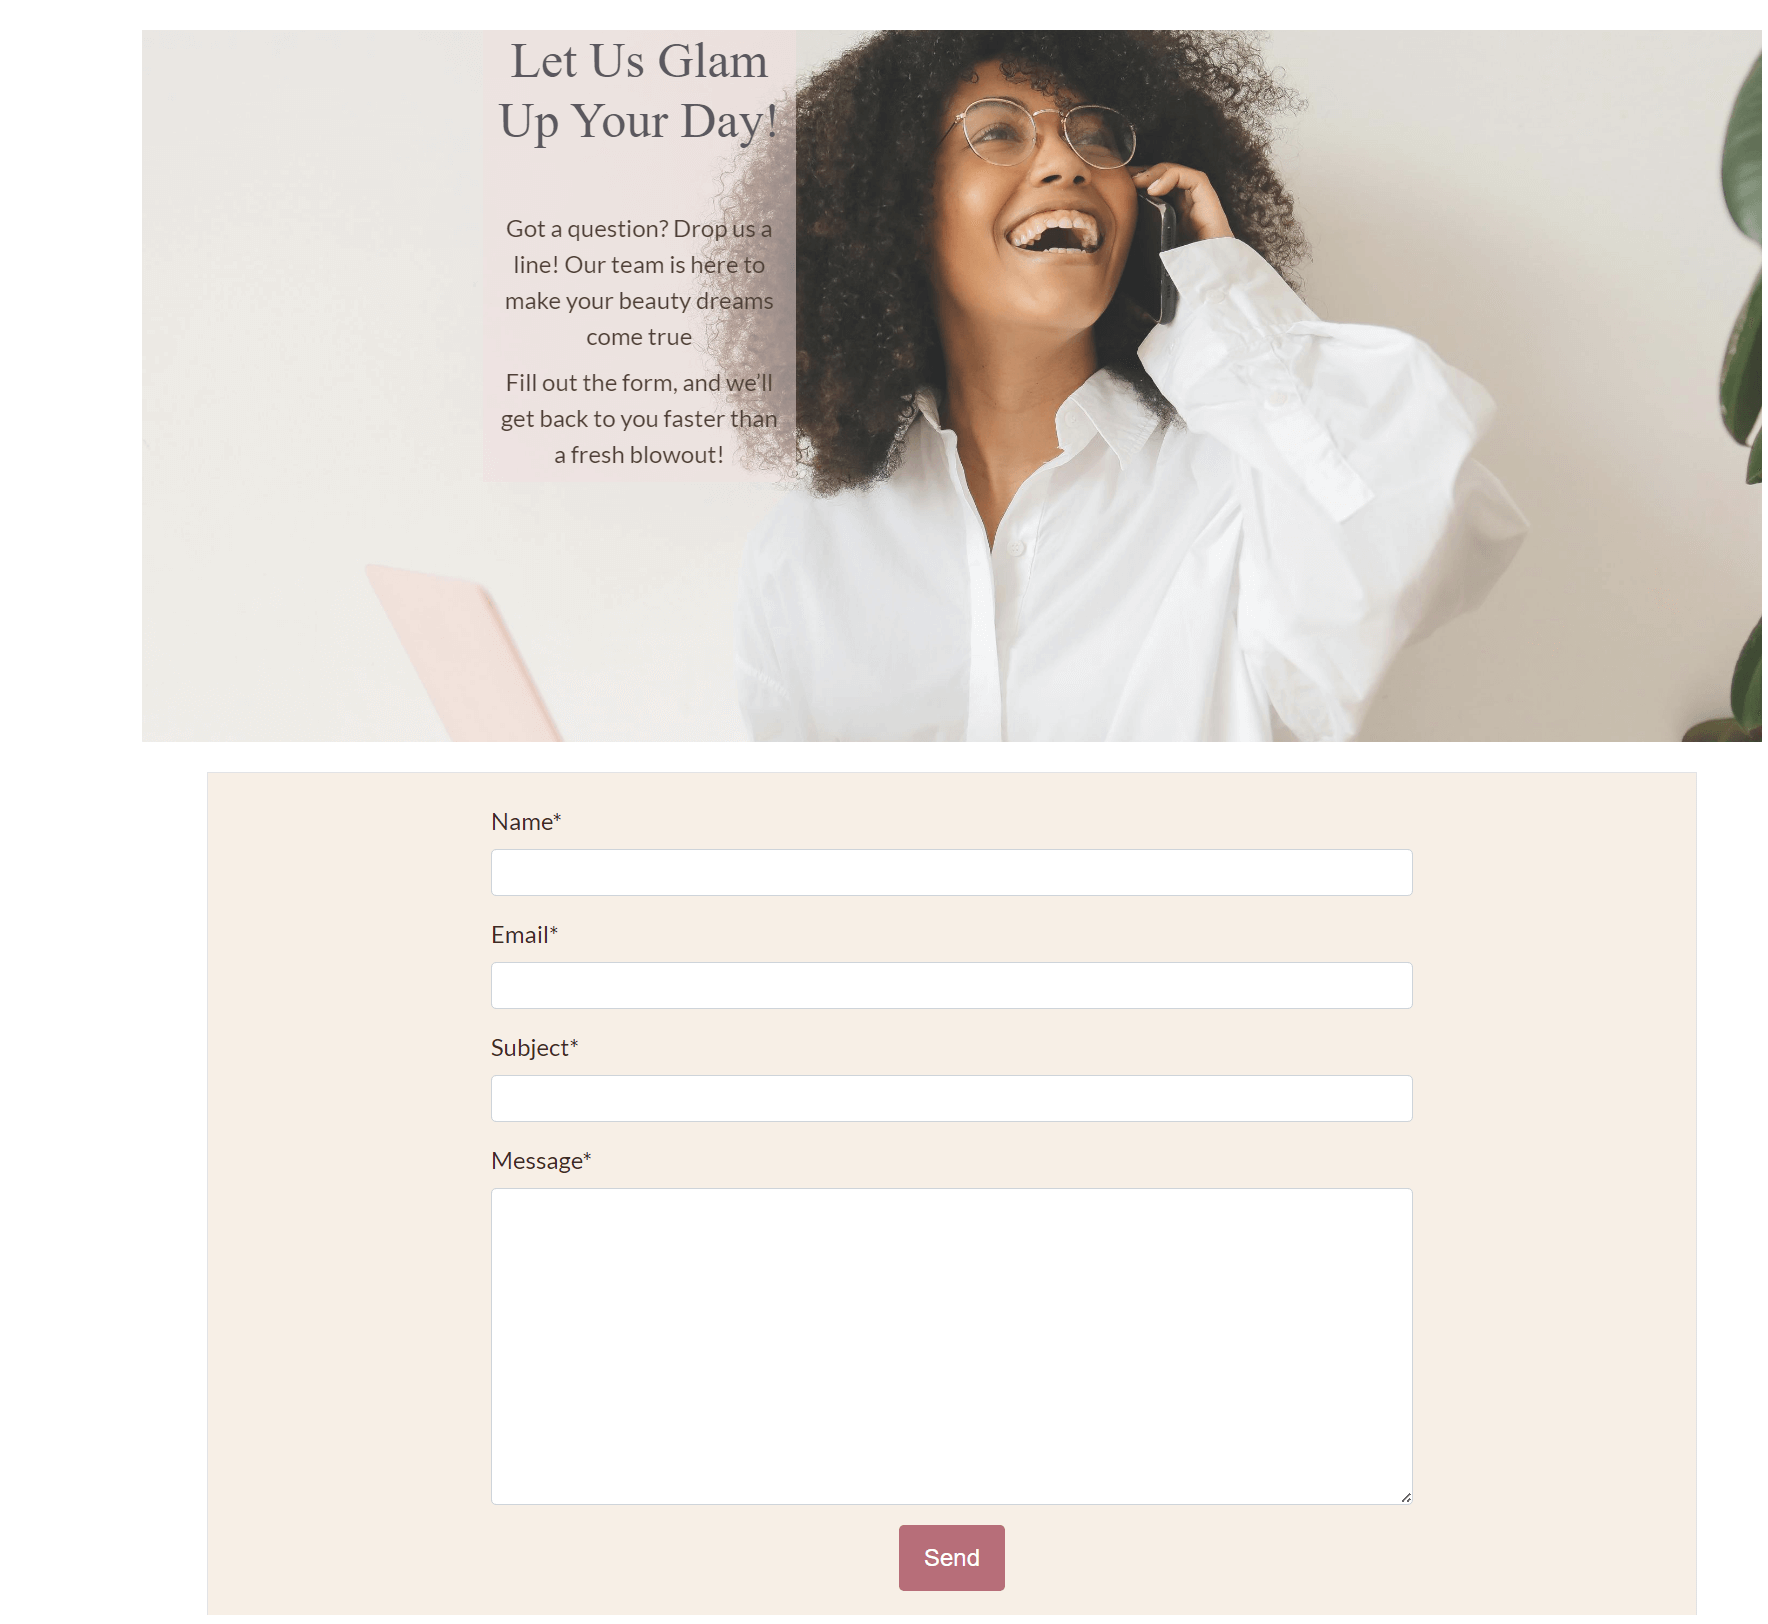 Let Us Glam
Up Your Day!
Got a question? Drop us a
line! Our team is here to
make your beauty dreams
come true
Fill out the form, and we'll
get back to you faster than
a fresh blowout!
Name*
Email*
Subject*
Message*
Send